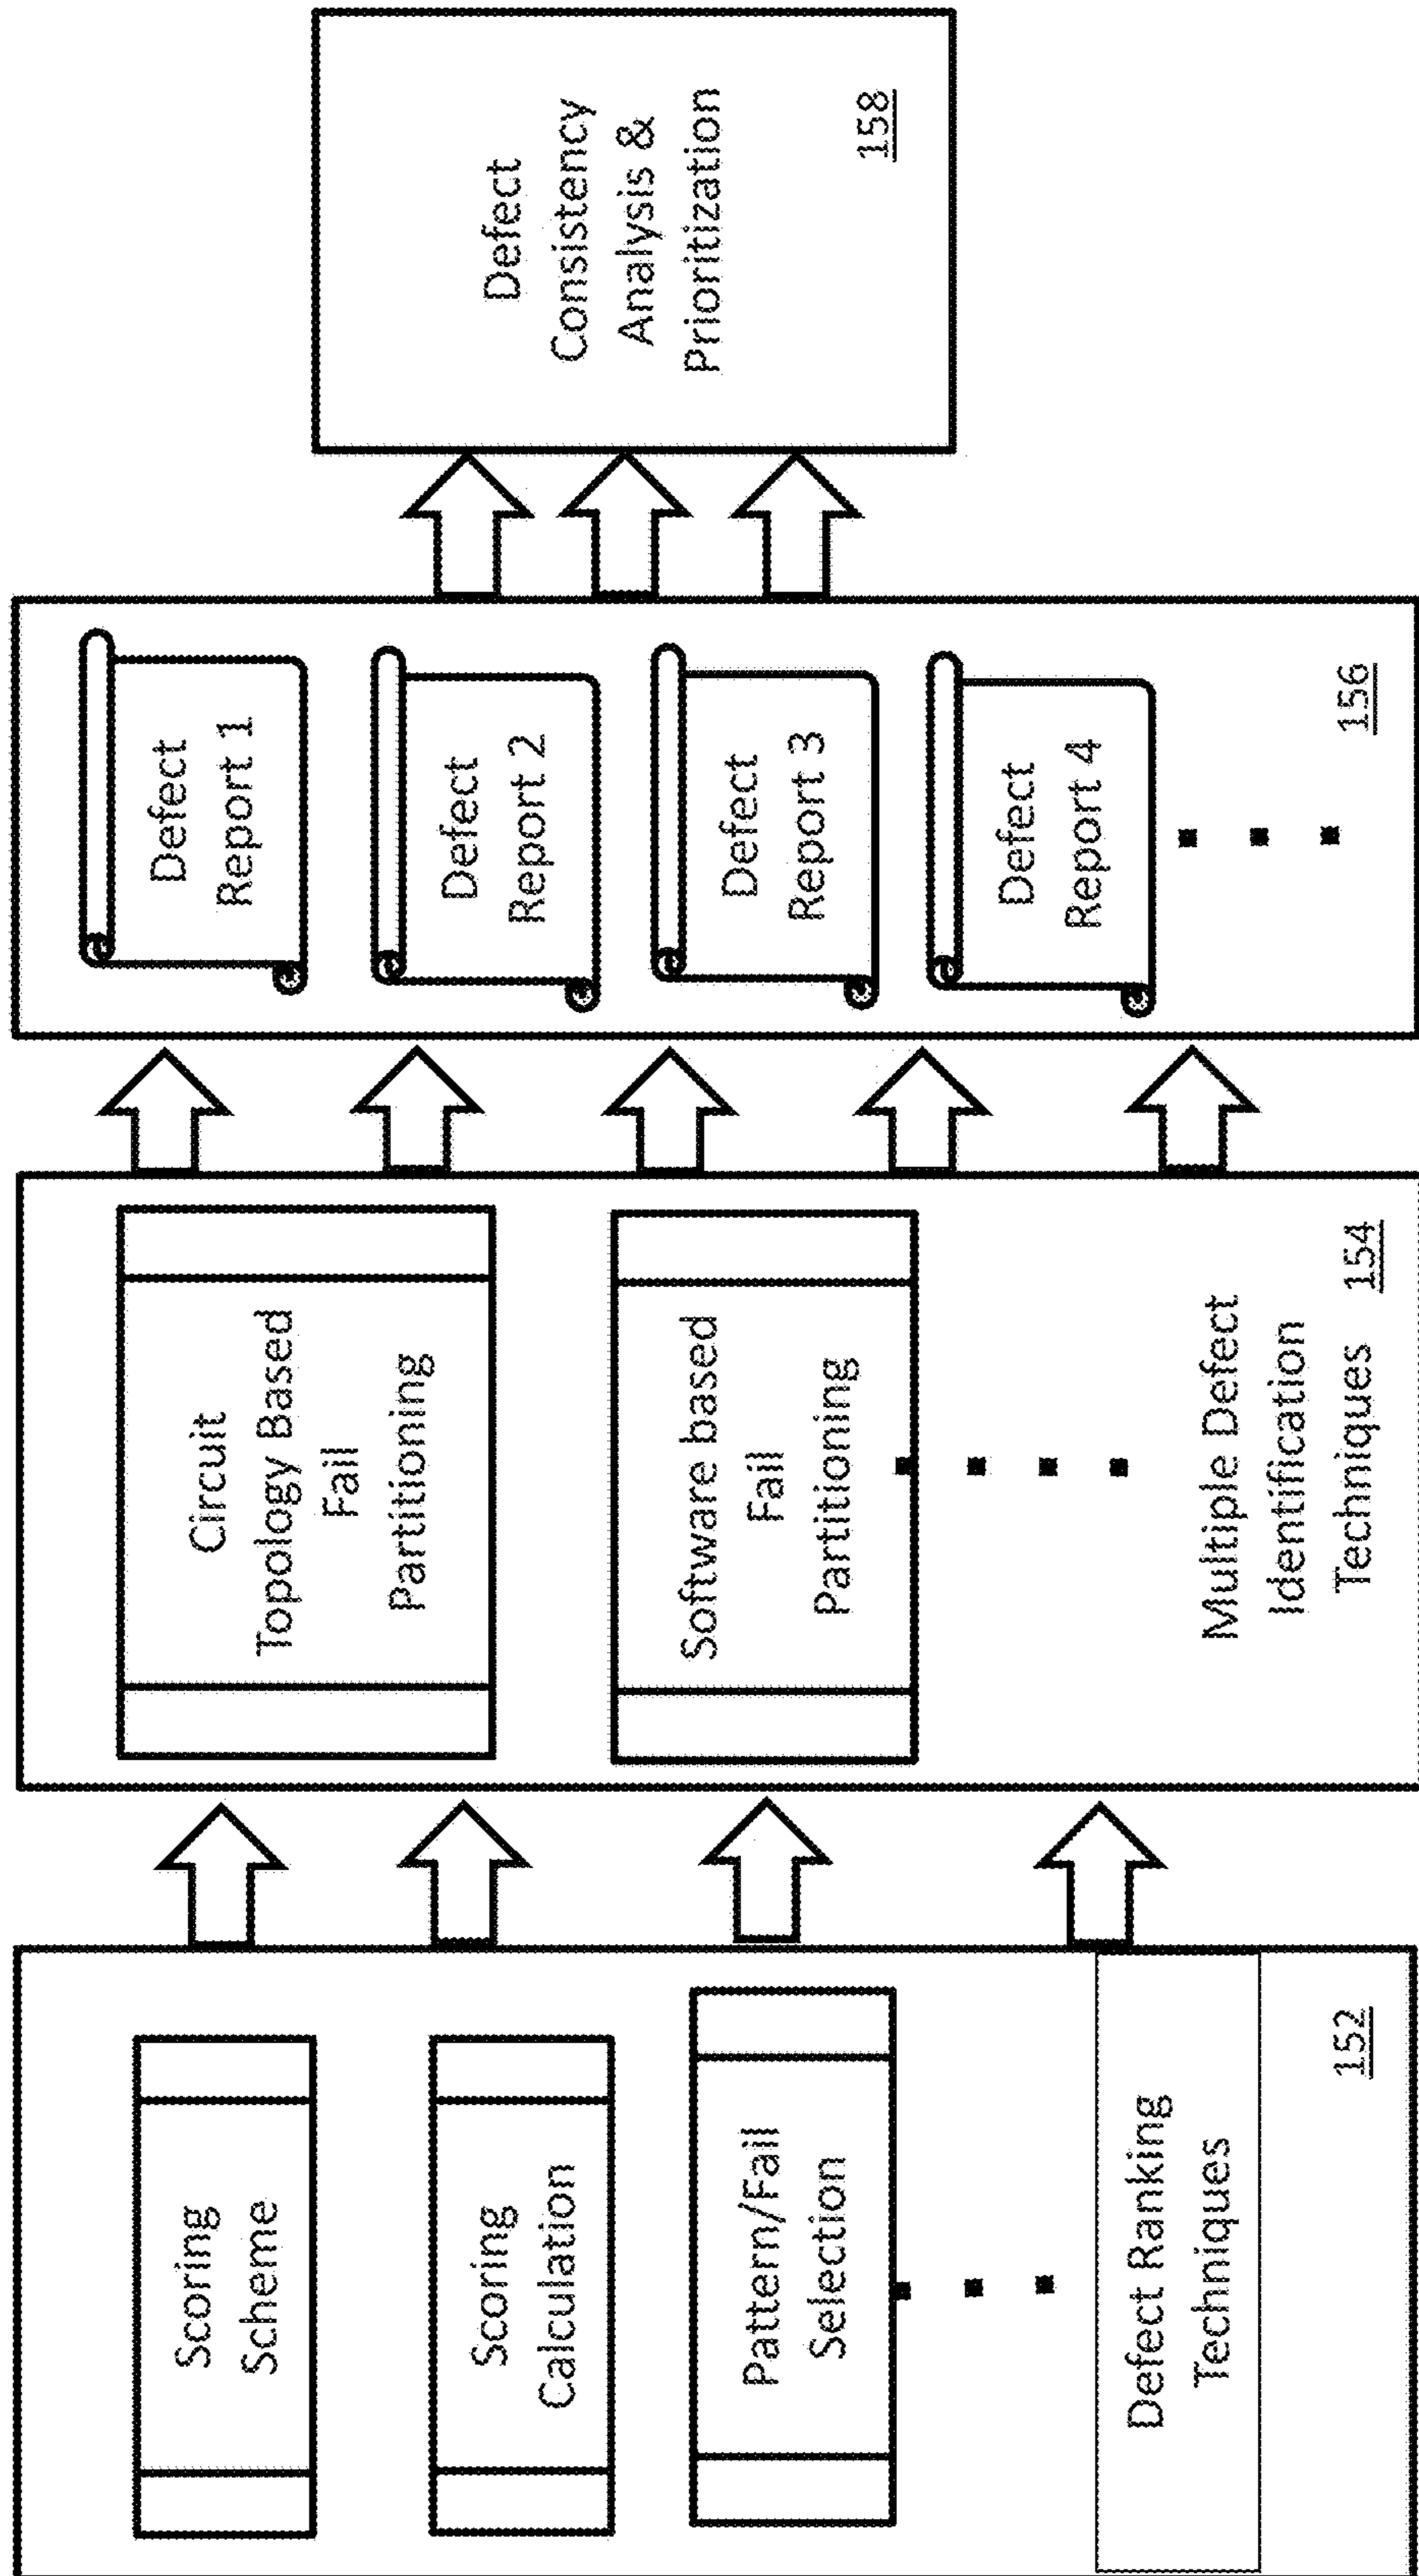 Scoring
Scheme
Scoring
Calculation
Pattern/Fail
Selection
Defect Ranking
Techniques
152
Circuit
Topology Based
Fail
Partitioning
Software based
Fail
Partitioning
Multiple Defect
Identification
Techniques
154
Defect
Report 1
Defect
Report 2
Defect
Report 3
Defect
Report 4
156
Defect
Consistency
Analysis &
Prioritization
158